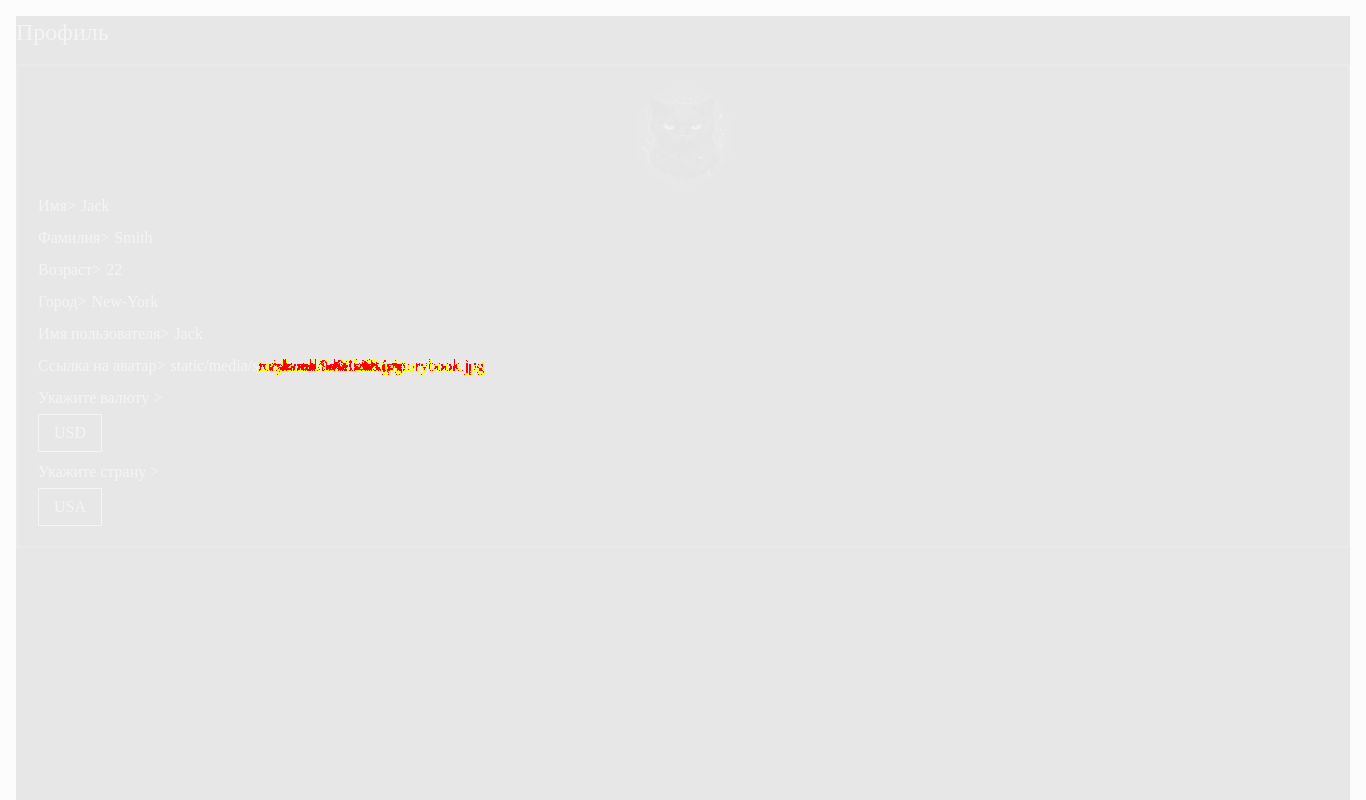 Профиль
Имя> Jack
Фамилия> Smith
Возраст> 22
Город> New-York
Имя пользователя> Jack
Ссылка на аватар> static/media/
Укажите валюту >
USD
Укажите страну >
USA